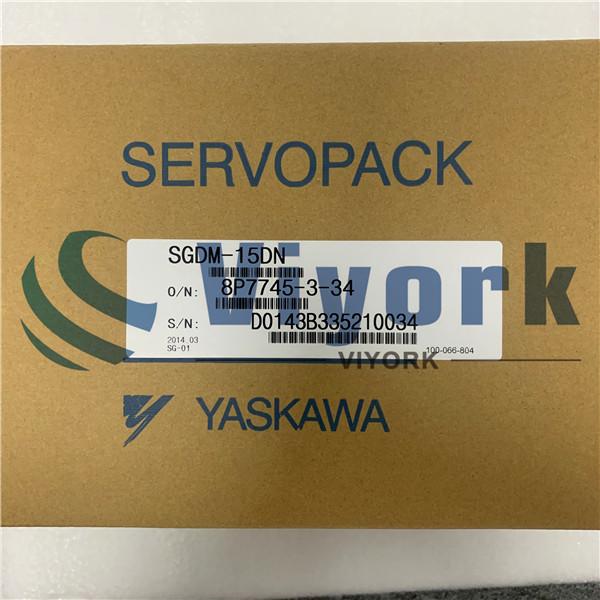 SERVOPACK
SGDM-15DN
O/N: 8P7745-3-34
S/N: D0143B335210034
2014.03
SG-01
100-066-804
Viyork
VIYORK
YASKAWA